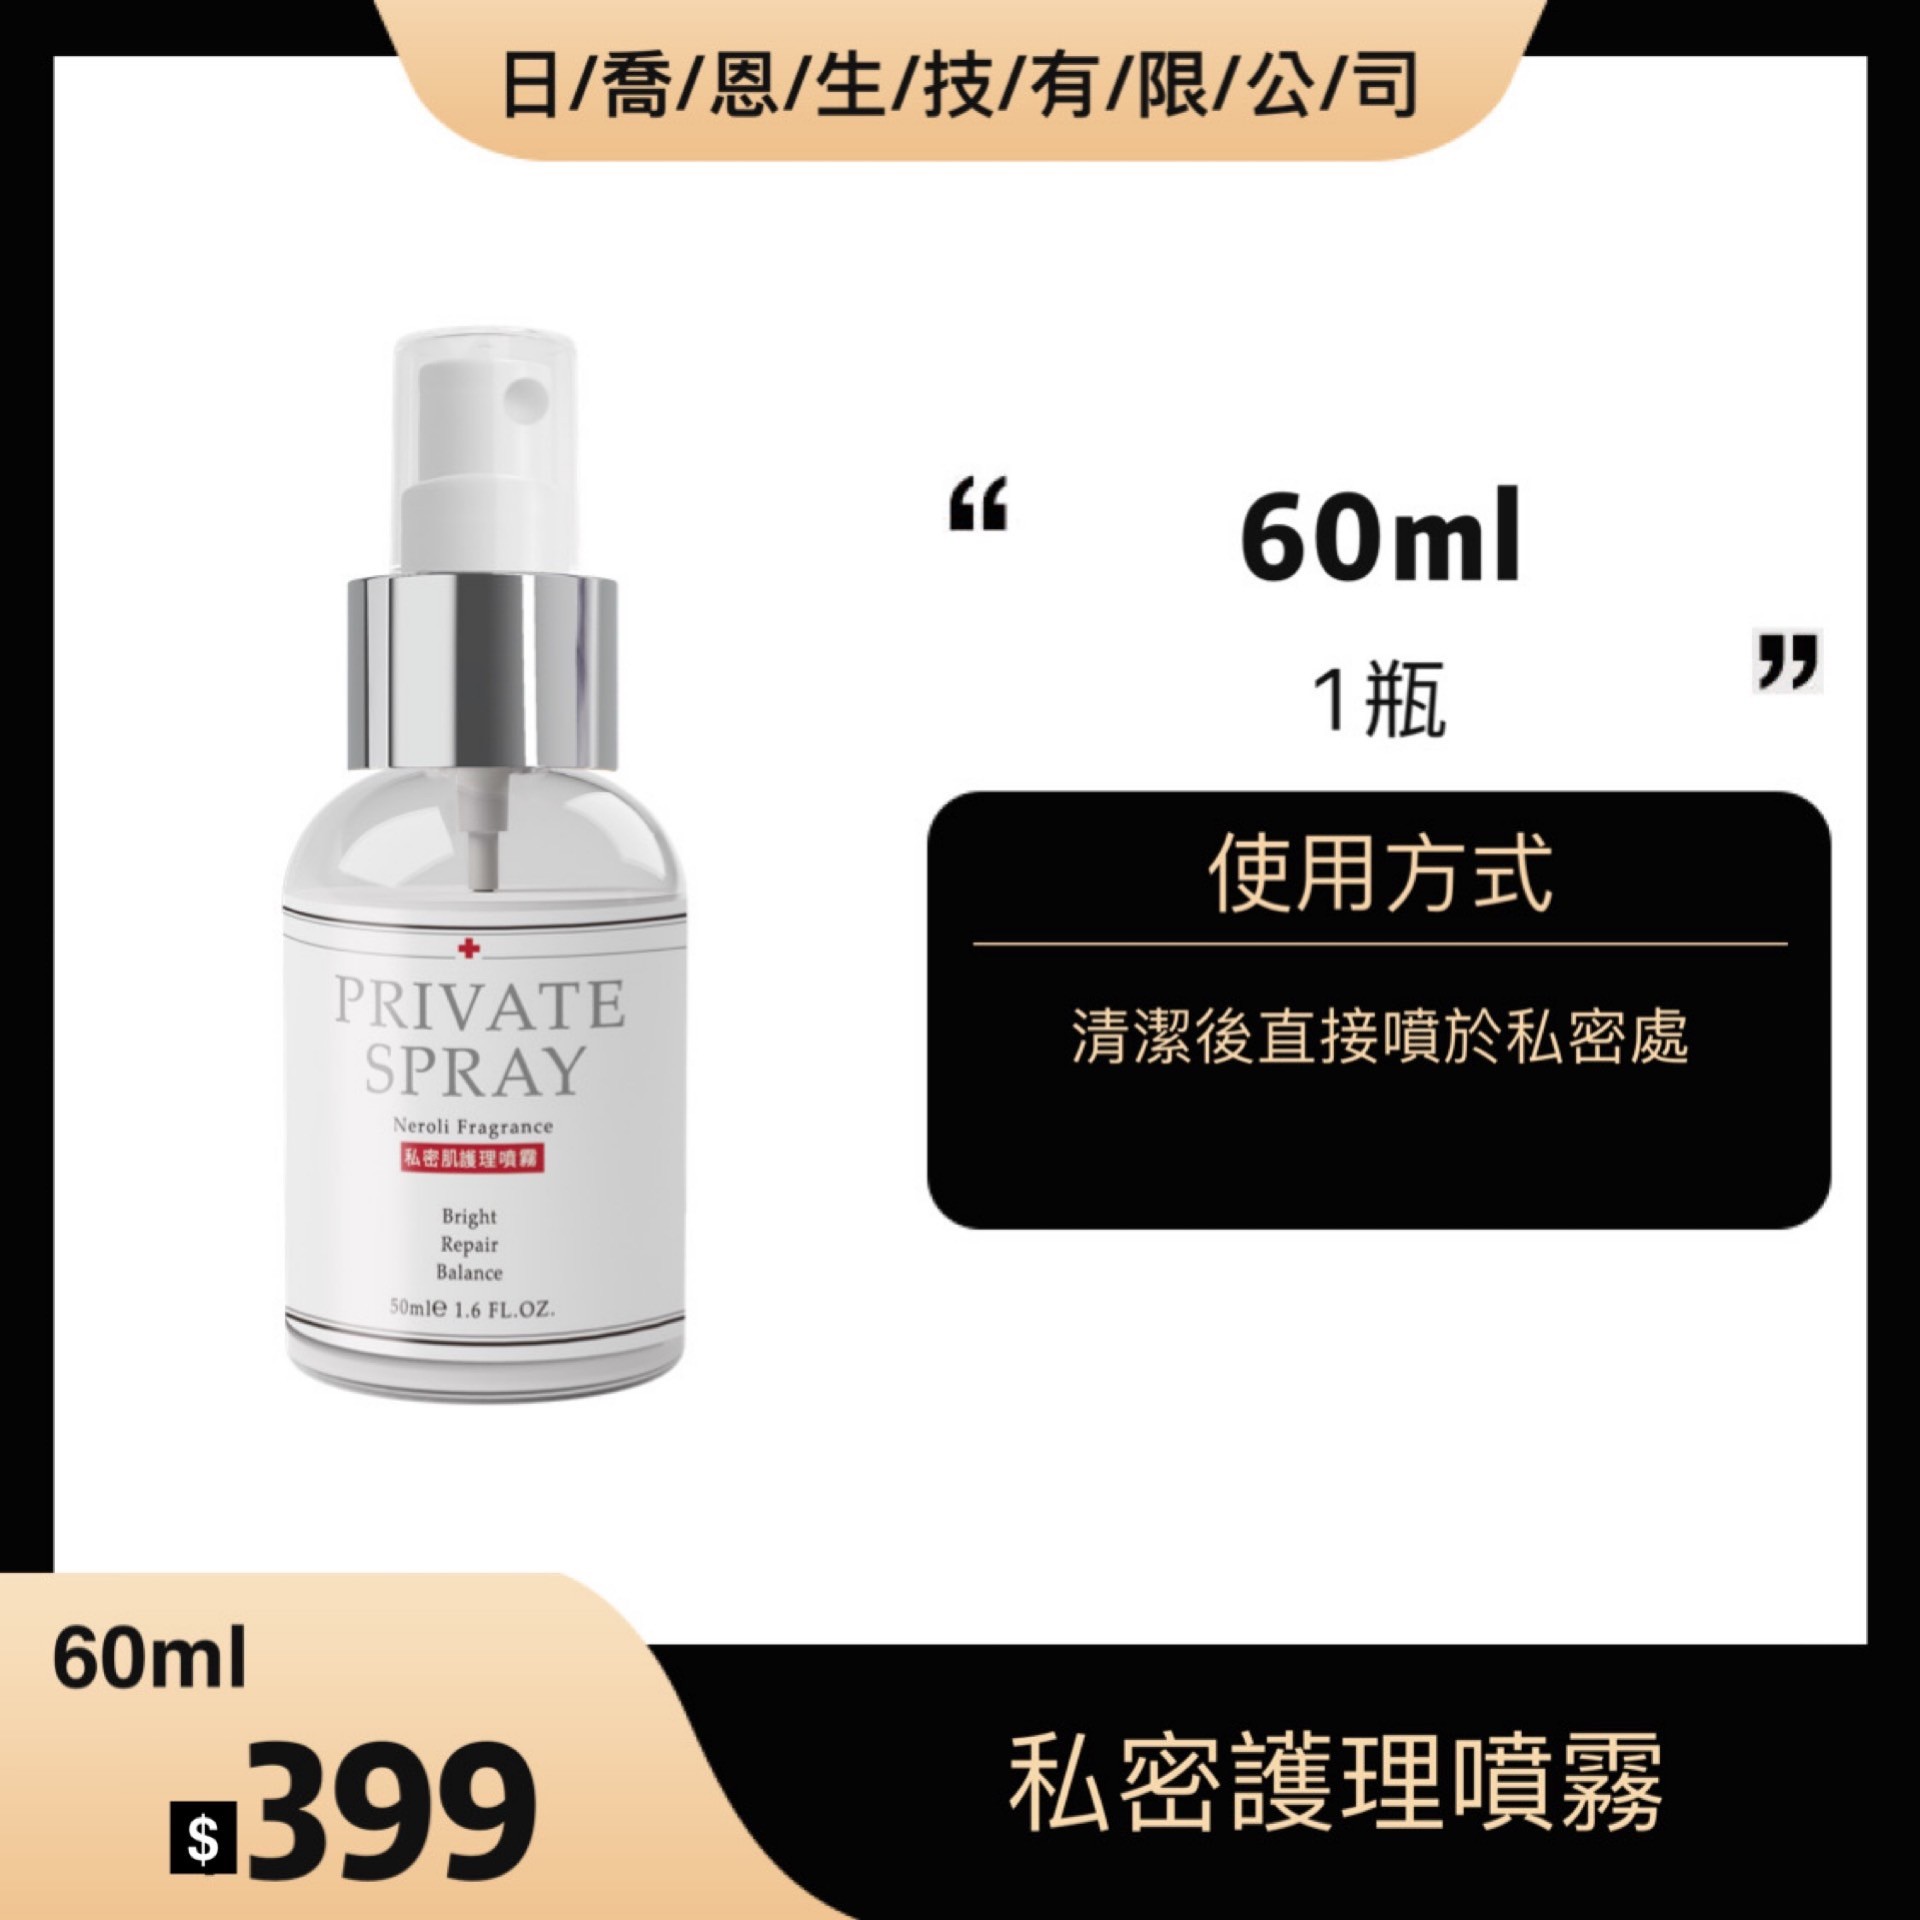 日/喬/恩/生/技/有/限/公/司
“ 60ml
1瓶 ”
使用方式
清潔後直接噴於私密處
PRIVATE
SPRAY
Neroli Fragrance
私密肌護理噴霧
Bright
Repair
Balance
50ml℮ 1.6 FL.OZ.
60ml
$399
私密護理噴霧